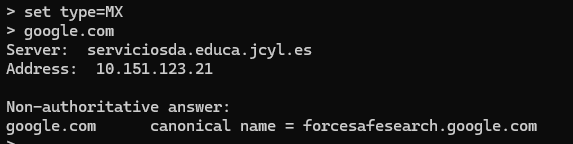 > set type=MX
> google.com
Server:  serviciosda.educa.jcyl.es
Address:  10.151.123.21
Non-authoritative answer:
google.com      canonical name = forcesafesearch.google.com
>